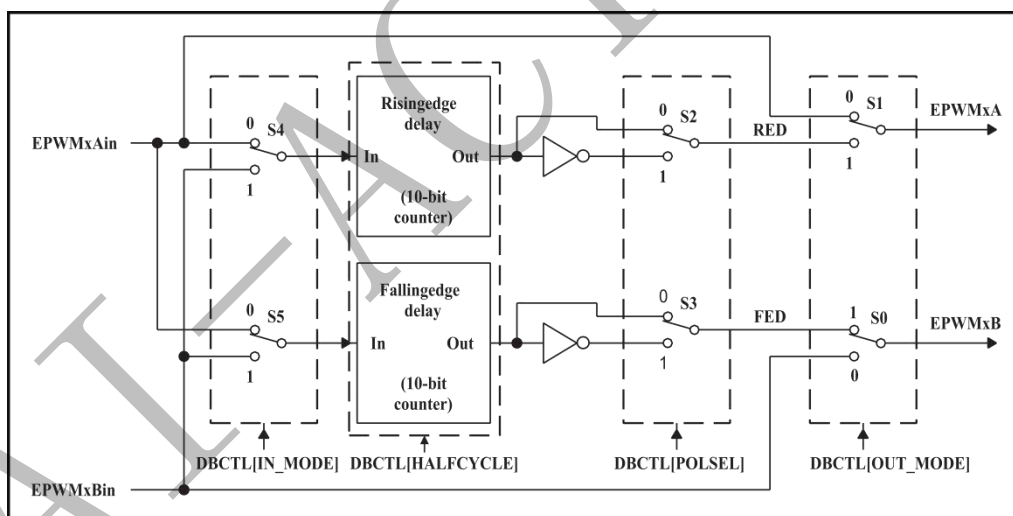 0 S1 EPWMxA
1
EPWMxAin
0 S4
1
Risingedge
delay
In Out
(10-bit
counter)
0 S2 RED
1
0 S5
1
Fallingedge
delay
In Out
(10-bit
counter)
0 S3 FED
1
1 S0 EPWMxB
0
DBCTL[IN_MODE] DBCTL[HALFCYCLE] DBCTL[POLSEL] DBCTL[OUT_MODE]
EPWMxBin